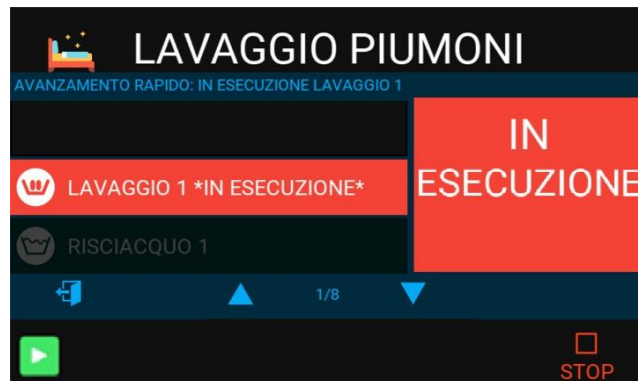 LAVAGGIO PIUMONI
AVANZAMENTO RAPIDO: IN ESECUZIONE LAVAGGIO 1
IN
ESECUZIONE
LAVAGGIO 1 *IN ESECUZIONE*
RISCIACQUO 1
1/8
STOP